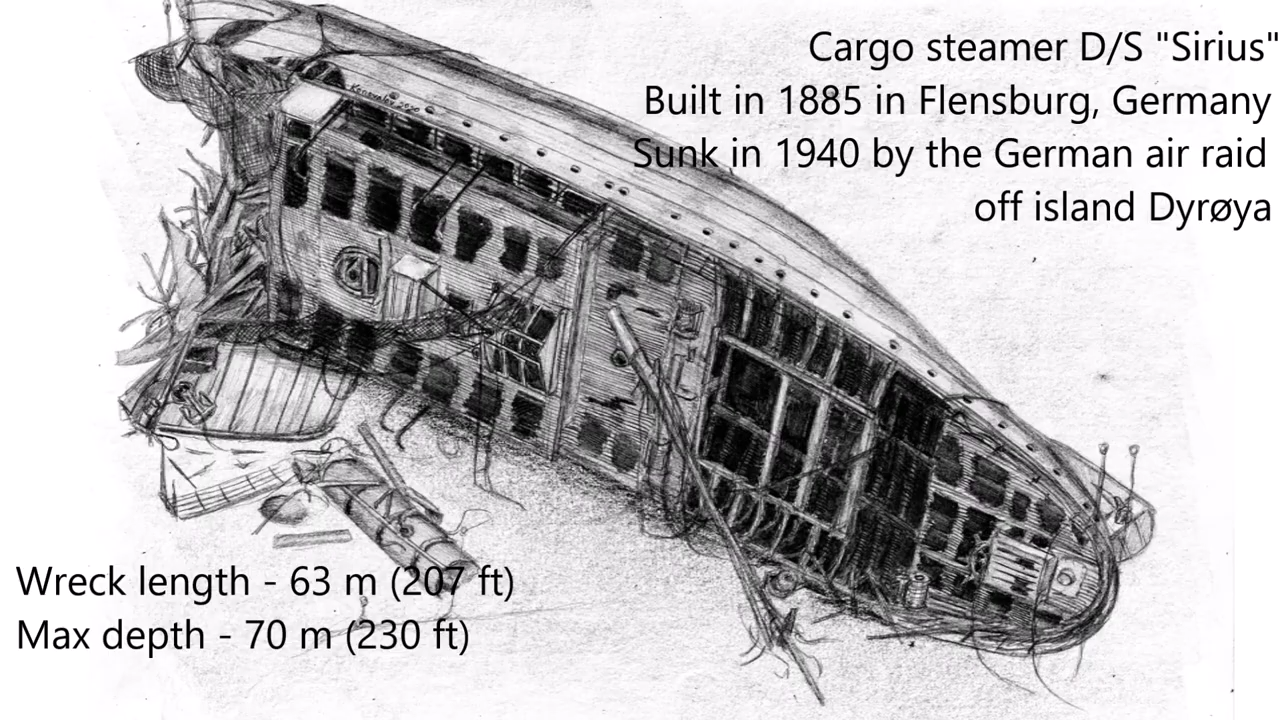 Cargo steamer D/S "Sirius"
Built in 1885 in Flensburg, Germany
Sunk in 1940 by the German air raid
off island Dyrøya
Wreck length - 63 m (207 ft)
Max depth - 70 m (230 ft)